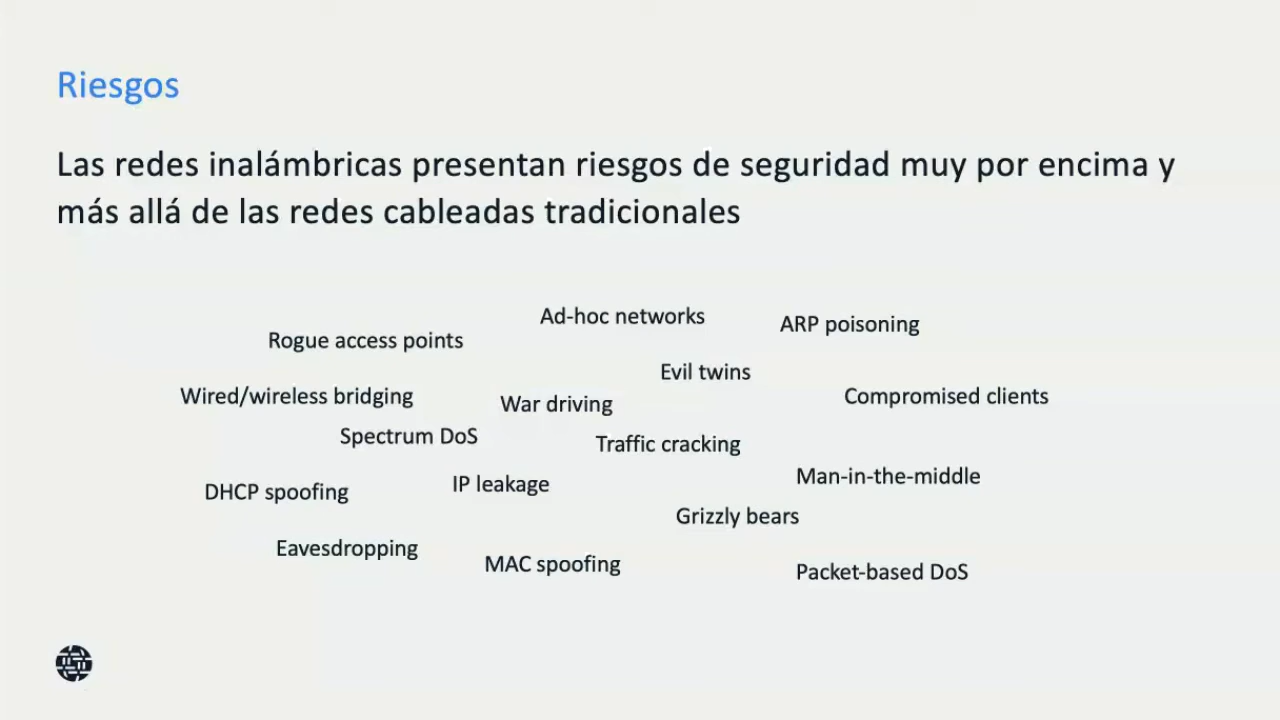 Riesgos
Las redes inalámbricas presentan riesgos de seguridad muy por encima y
más allá de las redes cableadas tradicionales
Ad-hoc networks
ARP poisoning
Rogue access points
Evil twins
Wired/wireless bridging
War driving
Compromised clients
Spectrum DoS
Traffic cracking
Man-in-the-middle
DHCP spoofing
IP leakage
Grizzly bears
Eavesdropping
MAC spoofing
Packet-based DoS